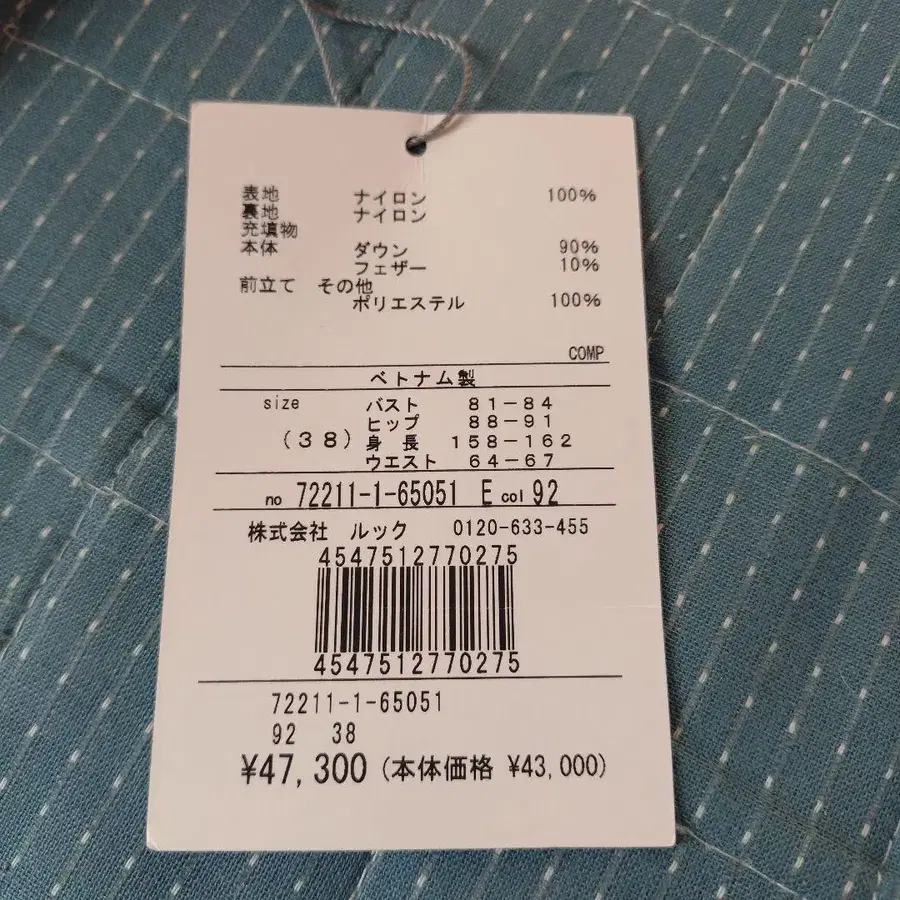 表地 ナイロン 100%
裏地 ナイロン
充填物
本体 ダウン 90%
フェザー 10%
前立て その他
ポリエステル 100%
COMP
ベトナム製
size バスト 81-84
ヒップ 88-91
(38) 身長 158-162
ウエスト 64-67
no 72211-1-65051 E col 92
株式会社 ルック 0120-633-455
4547512770275
4547512770275
72211-1-65051
92 38
¥47,300 (本体価格 ¥43,000)